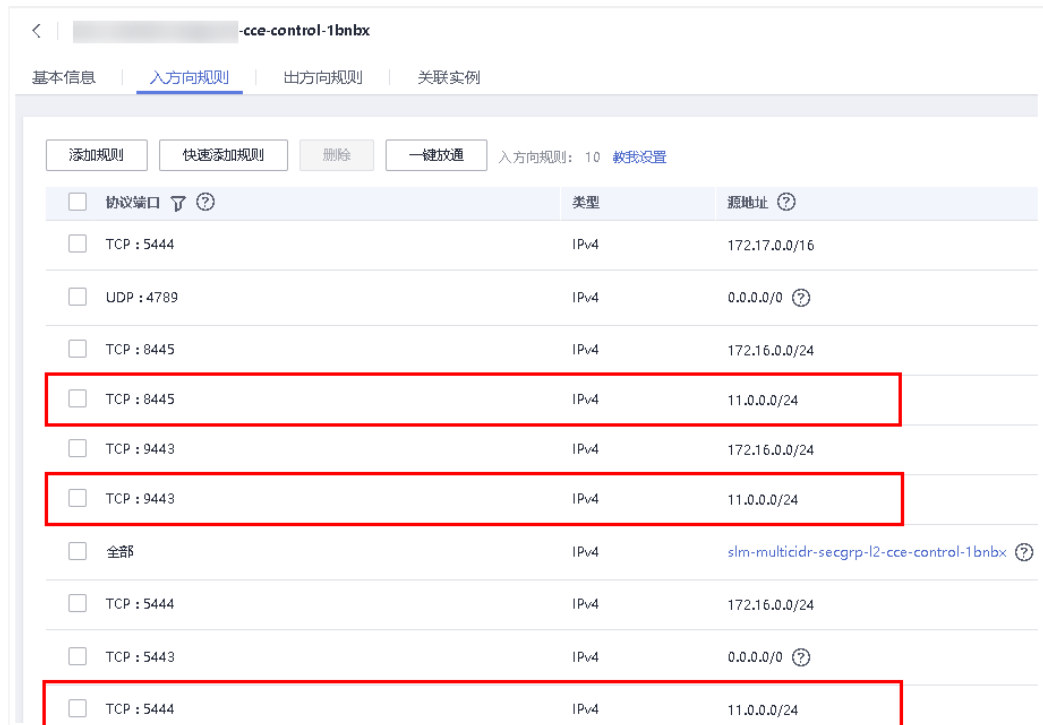 -cce-control-1bnbx
基本信息 入方向规则 出方向规则 关联实例
添加规则 快速添加规则 删除 一键放通 入方向规则: 10 教我设置
协议端口 类型 源地址
TCP : 5444 IPv4 172.17.0.0/16
UDP : 4789 IPv4 0.0.0.0/0
TCP : 8445 IPv4 172.16.0.0/24
TCP : 8445 IPv4 11.0.0.0/24
TCP : 9443 IPv4 172.16.0.0/24
TCP : 9443 IPv4 11.0.0.0/24
全部 IPv4 slm-multicidr-secgrp-l2-cce-control-1bnbx
TCP : 5444 IPv4 172.16.0.0/24
TCP : 5443 IPv4 0.0.0.0/0
TCP : 5444 IPv4 11.0.0.0/24